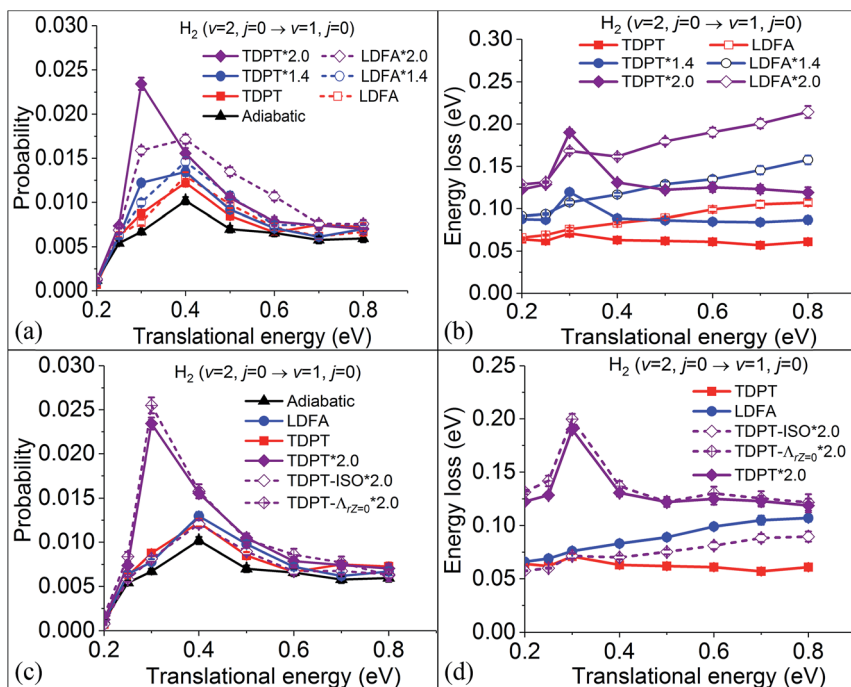 H2 (v=2, j=0 → v=1, j=0)
TDPT*2.0 LDFA*2.0
TDPT*1.4 LDFA*1.4
TDPT LDFA
Adiabatic
0.030
0.025
0.020
0.015
0.010
0.005
0.000
Probability
0.2 0.3 0.4 0.5 0.6 0.7 0.8
Translational energy (eV)
(a)
H2 (v=2, j=0 → v=1, j=0)
TDPT LDFA
TDPT*1.4 LDFA*1.4
TDPT*2.0 LDFA*2.0
0.30
0.25
0.20
0.15
0.10
0.05
0.00
Energy loss (eV)
0.2 0.3 0.4 0.5 0.6 0.7 0.8
Translational energy (eV)
(b)
H2 (v=2, j=0 → v=1, j=0)
Adiabatic
LDFA
TDPT
TDPT*2.0
TDPT-ISO*2.0
TDPT-ΛrZ=0*2.0
0.030
0.025
0.020
0.015
0.010
0.005
0.000
Probability
0.2 0.3 0.4 0.5 0.6 0.7 0.8
Translational energy (eV)
(c)
H2 (v=2, j=0 → v=1, j=0)
TDPT
LDFA
TDPT-ISO*2.0
TDPT-ΛrZ=0*2.0
TDPT*2.0
0.25
0.20
0.15
0.10
0.05
0.00
Energy loss (eV)
0.2 0.3 0.4 0.5 0.6 0.7 0.8
Translational energy (eV)
(d)